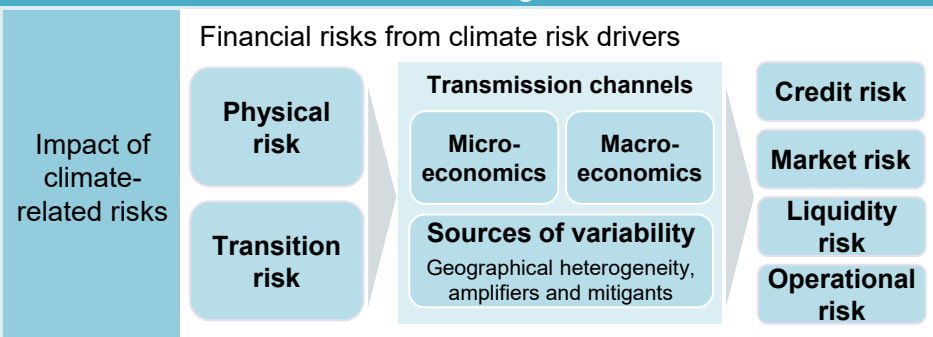 Financial risks from climate risk drivers
Impact of
climate-
related risks
Physical
risk
Transition
risk
Transmission channels
Micro-
economics
Macro-
economics
Sources of variability
Geographical heterogeneity,
amplifiers and mitigants
Credit risk
Market risk
Liquidity
risk
Operational
risk